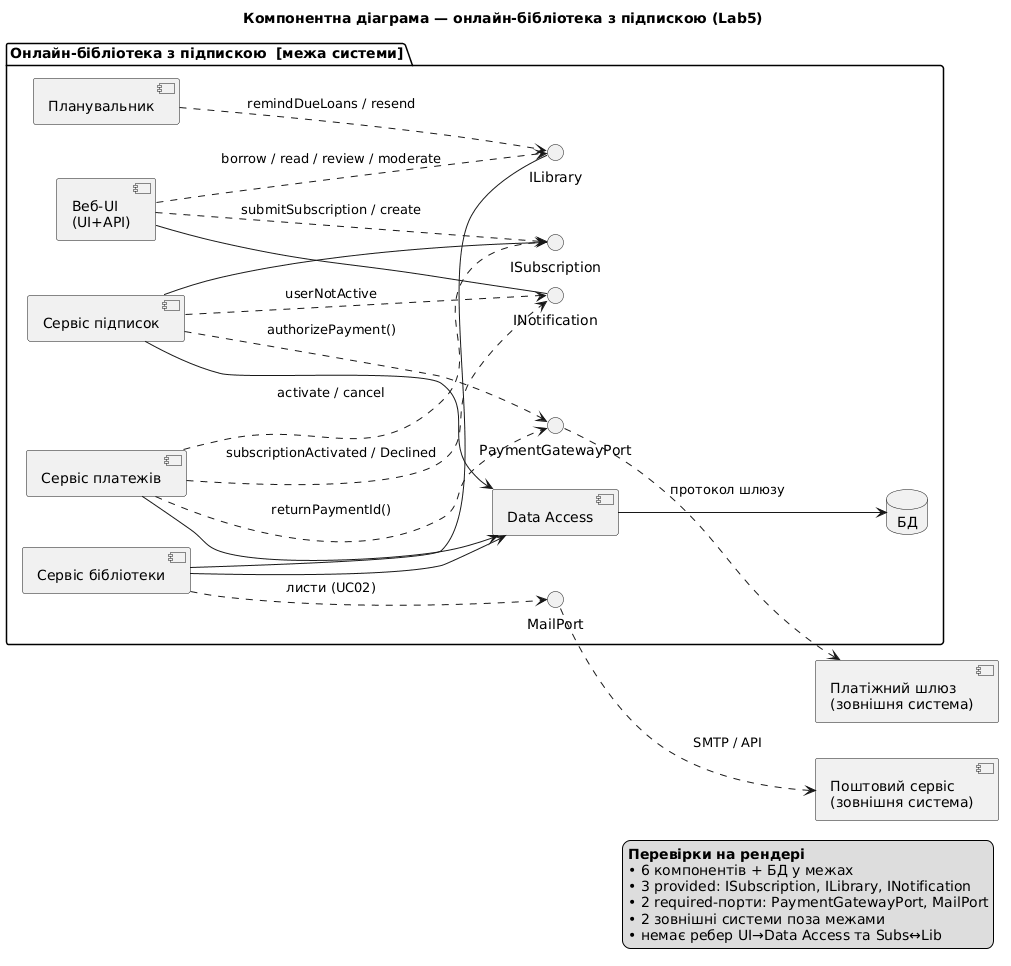 Компонентна діаграма — онлайн-бібліотека з підпискою (Lab5)
Онлайн-бібліотека з підпискою  [межа системи]
Планувальник
remindDueLoans / resend
borrow / read / review / moderate
ILibrary
Веб-UI
(UI+API)
submitSubscription / create
ISubscription
Сервіс підписок
userNotActive
INotification
authorizePayment()
activate / cancel
PaymentGatewayPort
subscriptionActivated / Declined
Сервіс платежів
протокол шлюзу
returnPaymentId()
Data Access
БД
Сервіс бібліотеки
листи (UC02)
MailPort
Платіжний шлюз
(зовнішня система)
SMTP / API
Поштовий сервіс
(зовнішня система)
Перевірки на рендері
• 6 компонентів + БД у межах
• 3 provided: ISubscription, ILibrary, INotification
• 2 required-порти: PaymentGatewayPort, MailPort
• 2 зовнішні системи поза межами
• немає ребер UI→Data Access та Subs↔Lib